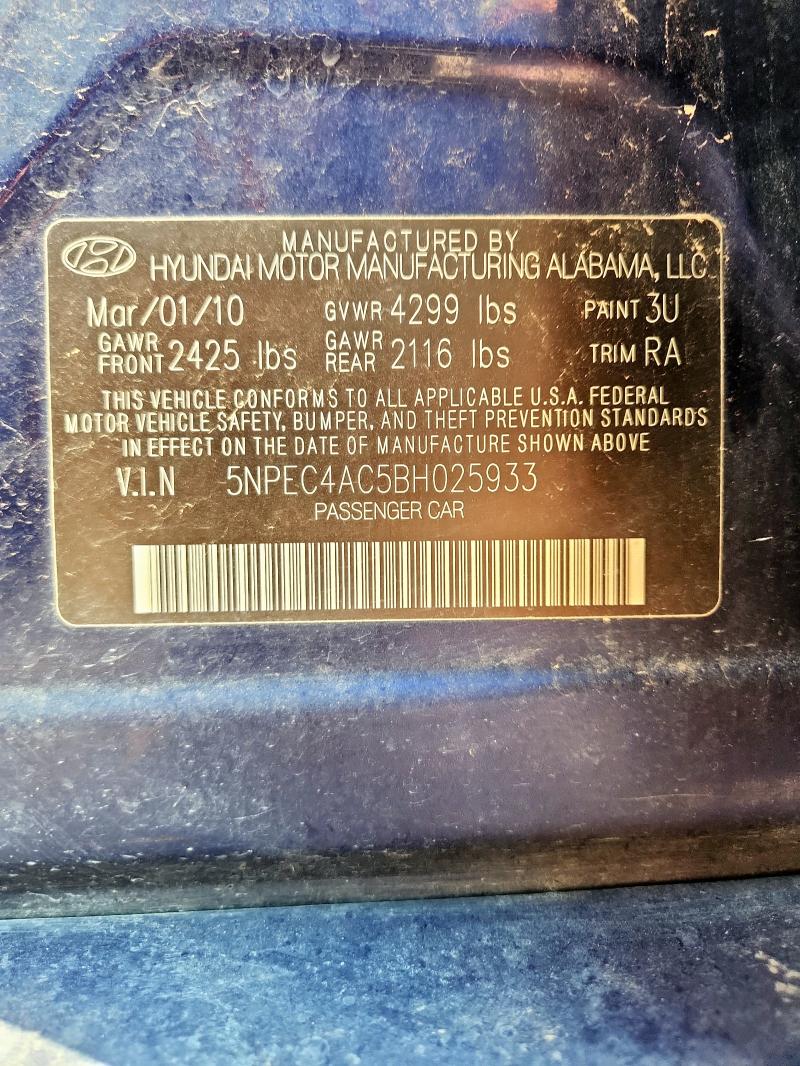 MANUFACTURED BY
HYUNDAI MOTOR MANUFACTURING ALABAMA, LLC
Mar/01/10 GVWR 4299 lbs PAINT 3U
GAWR FRONT 2425 lbs GAWR REAR 2116 lbs TRIM RA
THIS VEHICLE CONFORMS TO ALL APPLICABLE U.S.A. FEDERAL
MOTOR VEHICLE SAFETY, BUMPER, AND THEFT PREVENTION STANDARDS
IN EFFECT ON THE DATE OF MANUFACTURE SHOWN ABOVE
V.I.N 5NPEC4AC5BH025933
PASSENGER CAR